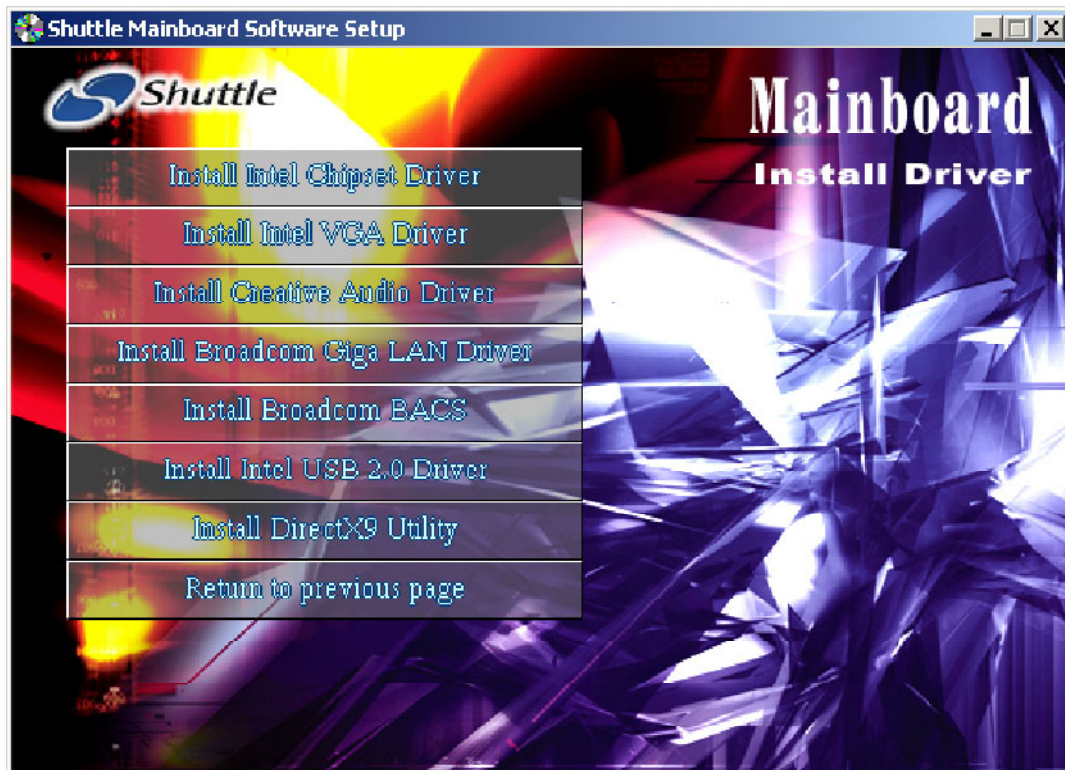 Shuttle Mainboard Software Setup
Shuttle
Mainboard
Install Driver
Install Intel Chipset Driver
Install Intel VGA Driver
Install Creative Audio Driver
Install Broadcom Giga LAN Driver
Install Broadcom BACS
Install Intel USB 2.0 Driver
Install DirectX9 Utility
Return to previous page